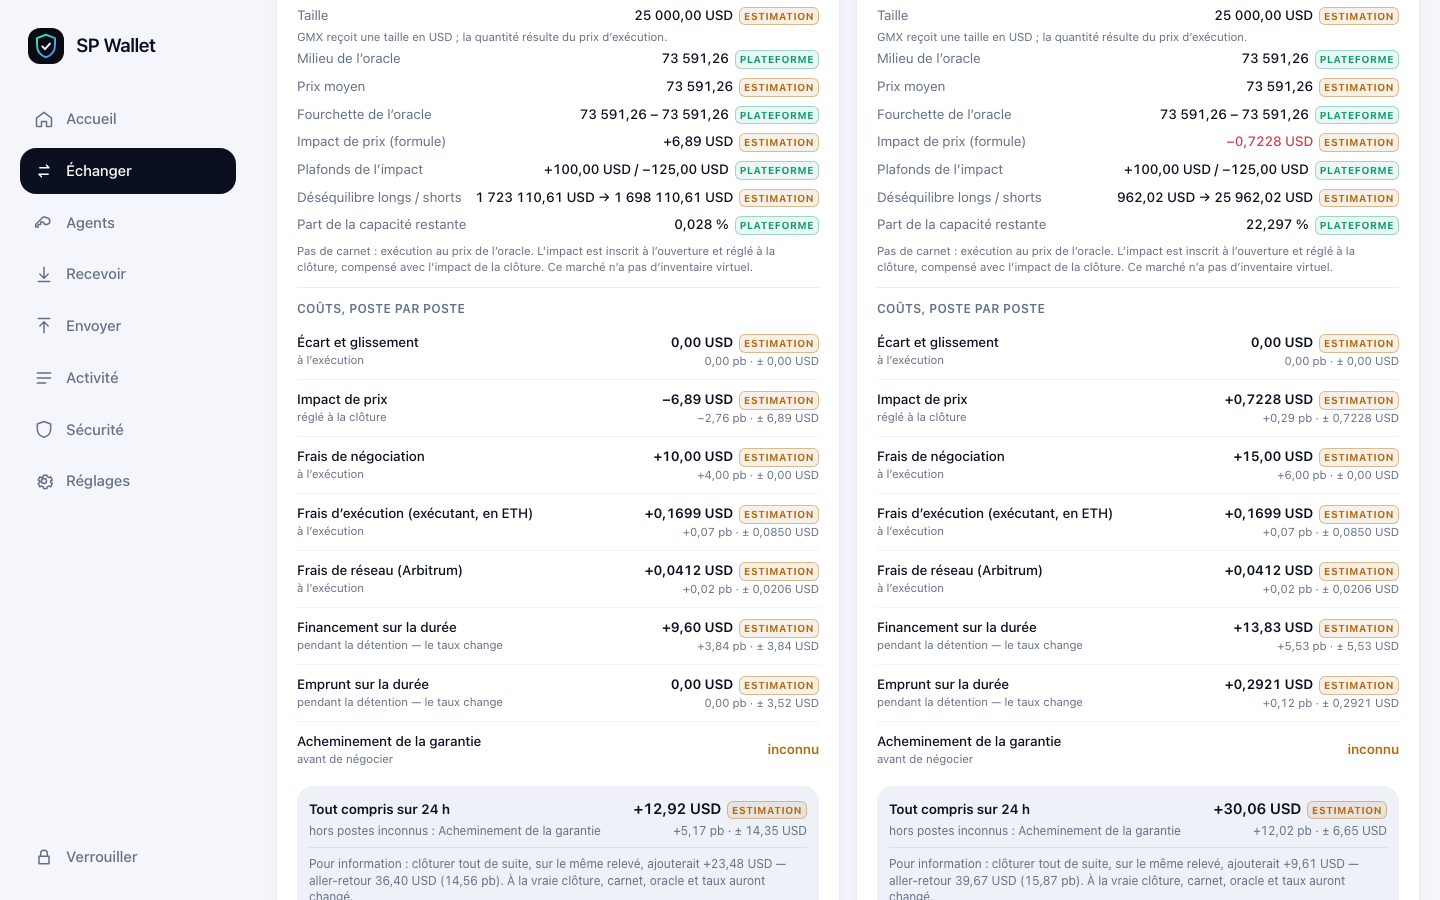 SP Wallet
Accueil
Échanger
Agents
Recevoir
Envoyer
Activité
Sécurité
Réglages
Verrouiller
Taille 25 000,00 USD ESTIMATION
GMX reçoit une taille en USD ; la quantité résulte du prix d’exécution.
Milieu de l’oracle 73 591,26 PLATEFORME
Prix moyen 73 591,26 ESTIMATION
Fourchette de l’oracle 73 591,26 – 73 591,26 PLATEFORME
Impact de prix (formule) +6,89 USD ESTIMATION
Plafonds de l’impact +100,00 USD / −125,00 USD PLATEFORME
Déséquilibre longs / shorts 1 723 110,61 USD → 1 698 110,61 USD ESTIMATION
Part de la capacité restante 0,028 % PLATEFORME
Pas de carnet : exécution au prix de l’oracle. L’impact est inscrit à l’ouverture et réglé à la
clôture, compensé avec l’impact de la clôture. Ce marché n’a pas d’inventaire virtuel.
COÛTS, POSTE PAR POSTE
Écart et glissement 0,00 USD ESTIMATION
à l’exécution 0,00 pb · ± 0,00 USD
Impact de prix −6,89 USD ESTIMATION
réglé à la clôture −2,76 pb · ± 6,89 USD
Frais de négociation +10,00 USD ESTIMATION
à l’exécution +4,00 pb · ± 0,00 USD
Frais d’exécution (exécutant, en ETH) +0,1699 USD ESTIMATION
à l’exécution +0,07 pb · ± 0,0850 USD
Frais de réseau (Arbitrum) +0,0412 USD ESTIMATION
à l’exécution +0,02 pb · ± 0,0206 USD
Financement sur la durée +9,60 USD ESTIMATION
pendant la détention — le taux change +3,84 pb · ± 3,84 USD
Emprunt sur la durée 0,00 USD ESTIMATION
pendant la détention — le taux change 0,00 pb · ± 3,52 USD
Acheminement de la garantie inconnu
avant de négocier
Tout compris sur 24 h +12,92 USD ESTIMATION
hors postes inconnus : Acheminement de la garantie +5,17 pb · ± 14,35 USD
Pour information : clôturer tout de suite, sur le même relevé, ajouterait +23,48 USD —
aller-retour 36,40 USD (14,56 pb). À la vraie clôture, carnet, oracle et taux auront
changé.
Taille 25 000,00 USD ESTIMATION
GMX reçoit une taille en USD ; la quantité résulte du prix d’exécution.
Milieu de l’oracle 73 591,26 PLATEFORME
Prix moyen 73 591,26 ESTIMATION
Fourchette de l’oracle 73 591,26 – 73 591,26 PLATEFORME
Impact de prix (formule) −0,7228 USD ESTIMATION
Plafonds de l’impact +100,00 USD / −125,00 USD PLATEFORME
Déséquilibre longs / shorts 962,02 USD → 25 962,02 USD ESTIMATION
Part de la capacité restante 22,297 % PLATEFORME
Pas de carnet : exécution au prix de l’oracle. L’impact est inscrit à l’ouverture et réglé à la
clôture, compensé avec l’impact de la clôture. Ce marché n’a pas d’inventaire virtuel.
COÛTS, POSTE PAR POSTE
Écart et glissement 0,00 USD ESTIMATION
à l’exécution 0,00 pb · ± 0,00 USD
Impact de prix +0,7228 USD ESTIMATION
réglé à la clôture +0,29 pb · ± 0,7228 USD
Frais de négociation +15,00 USD ESTIMATION
à l’exécution +6,00 pb · ± 0,00 USD
Frais d’exécution (exécutant, en ETH) +0,1699 USD ESTIMATION
à l’exécution +0,07 pb · ± 0,0850 USD
Frais de réseau (Arbitrum) +0,0412 USD ESTIMATION
à l’exécution +0,02 pb · ± 0,0206 USD
Financement sur la durée +13,83 USD ESTIMATION
pendant la détention — le taux change +5,53 pb · ± 5,53 USD
Emprunt sur la durée +0,2921 USD ESTIMATION
pendant la détention — le taux change +0,12 pb · ± 0,2921 USD
Acheminement de la garantie inconnu
avant de négocier
Tout compris sur 24 h +30,06 USD ESTIMATION
hors postes inconnus : Acheminement de la garantie +12,02 pb · ± 6,65 USD
Pour information : clôturer tout de suite, sur le même relevé, ajouterait +9,61 USD —
aller-retour 39,67 USD (15,87 pb). À la vraie clôture, carnet, oracle et taux auront
changé.